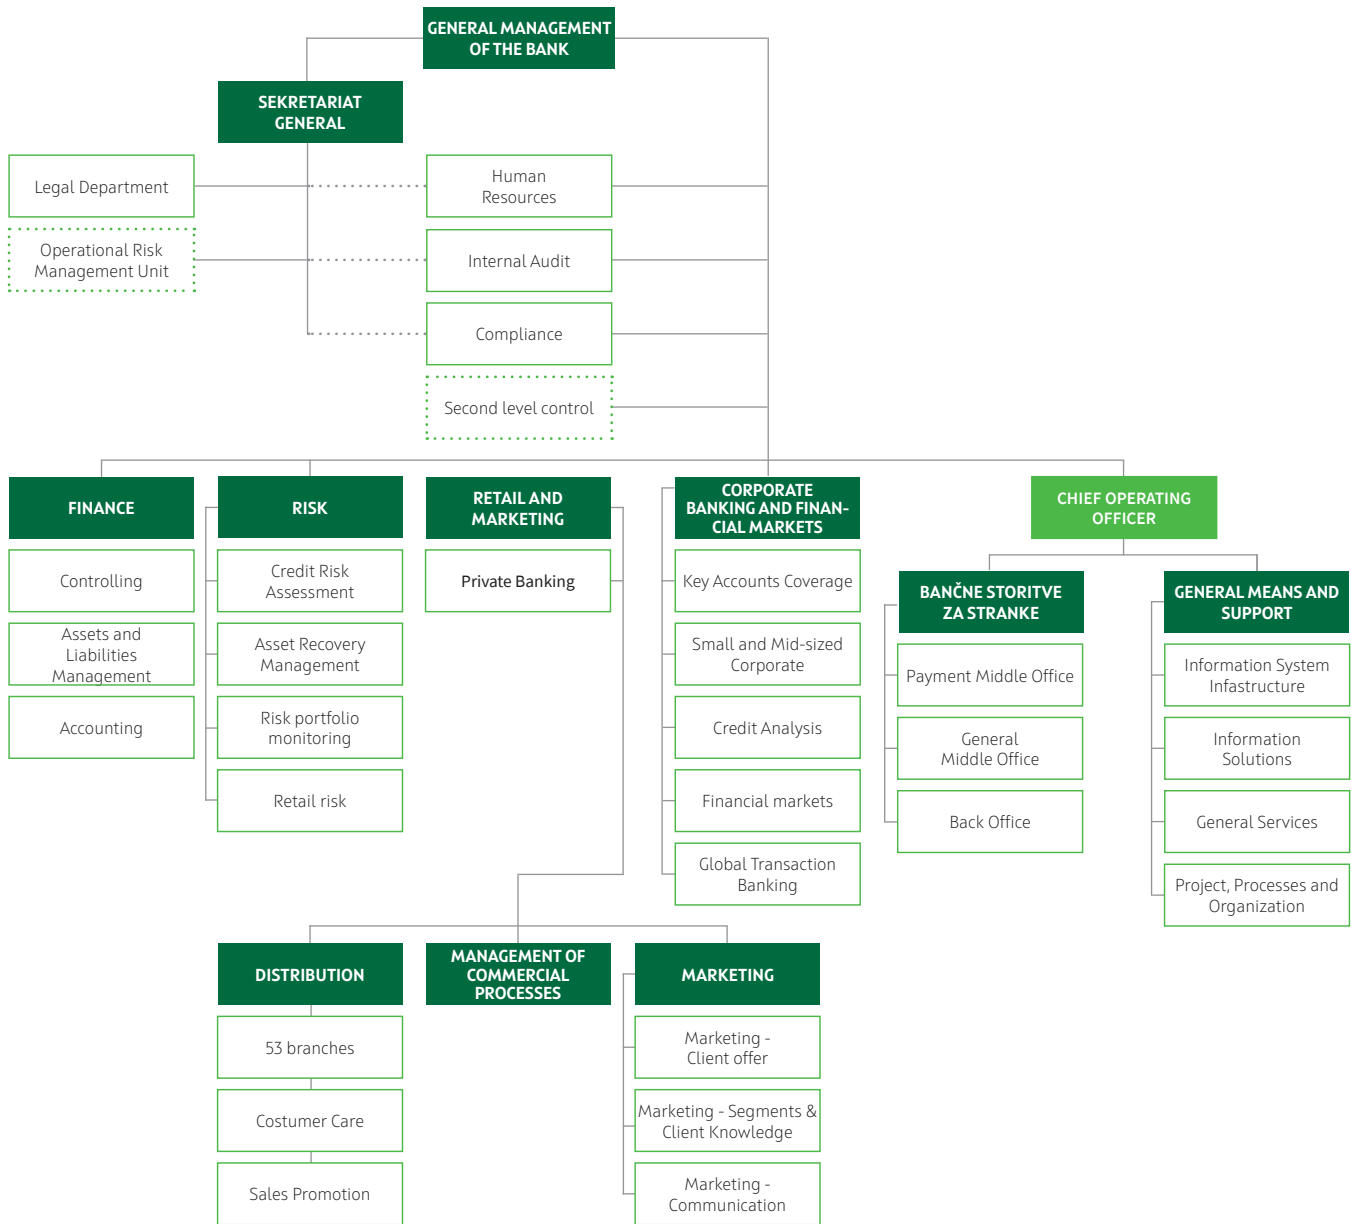 GENERAL MANAGEMENT
OF THE BANK
SEKRETARIAT
GENERAL
Legal Department
Human
Resources
Operational Risk
Management Unit
Internal Audit
Compliance
Second level control
FINANCE
Controlling
Assets and
Liabilities
Management
Accounting
RISK
Credit Risk
Assessment
Asset Recovery
Management
Risk portfolio
monitoring
Retail risk
RETAIL AND
MARKETING
Private Banking
CORPORATE
BANKING AND FINAN-
CIAL MARKETS
Key Accounts Coverage
Small and Mid-sized
Corporate
Credit Analysis
Financial markets
Global Transaction
Banking
CHIEF OPERATING
OFFICER
BANČNE STORITVE
ZA STRANKE
Payment Middle Office
General
Middle Office
Back Office
GENERAL MEANS AND
SUPPORT
Information System
Infastructure
Information
Solutions
General Services
Project, Processes and
Organization
DISTRIBUTION
53 branches
Costumer Care
Sales Promotion
MANAGEMENT OF
COMMERCIAL
PROCESSES
MARKETING
Marketing -
Client offer
Marketing - Segments &
Client Knowledge
Marketing -
Communication